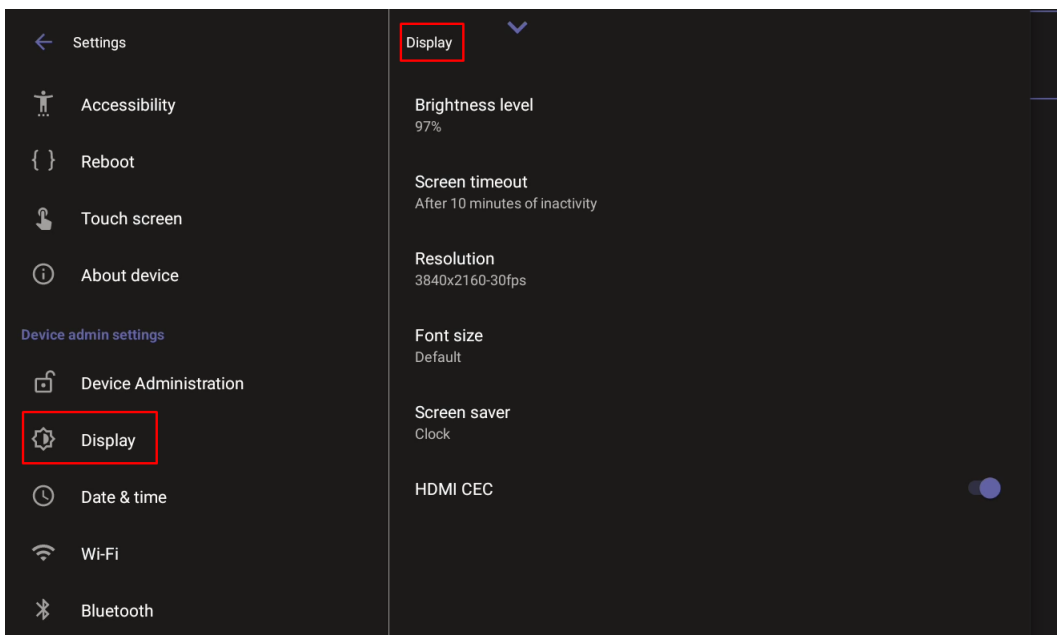 Settings
Accessibility
Reboot
Touch screen
About device
Device admin settings
Device Administration
Display
Date & time
Wi-Fi
Bluetooth
Display
Brightness level
97%
Screen timeout
After 10 minutes of inactivity
Resolution
3840x2160-30fps
Font size
Default
Screen saver
Clock
HDMI CEC